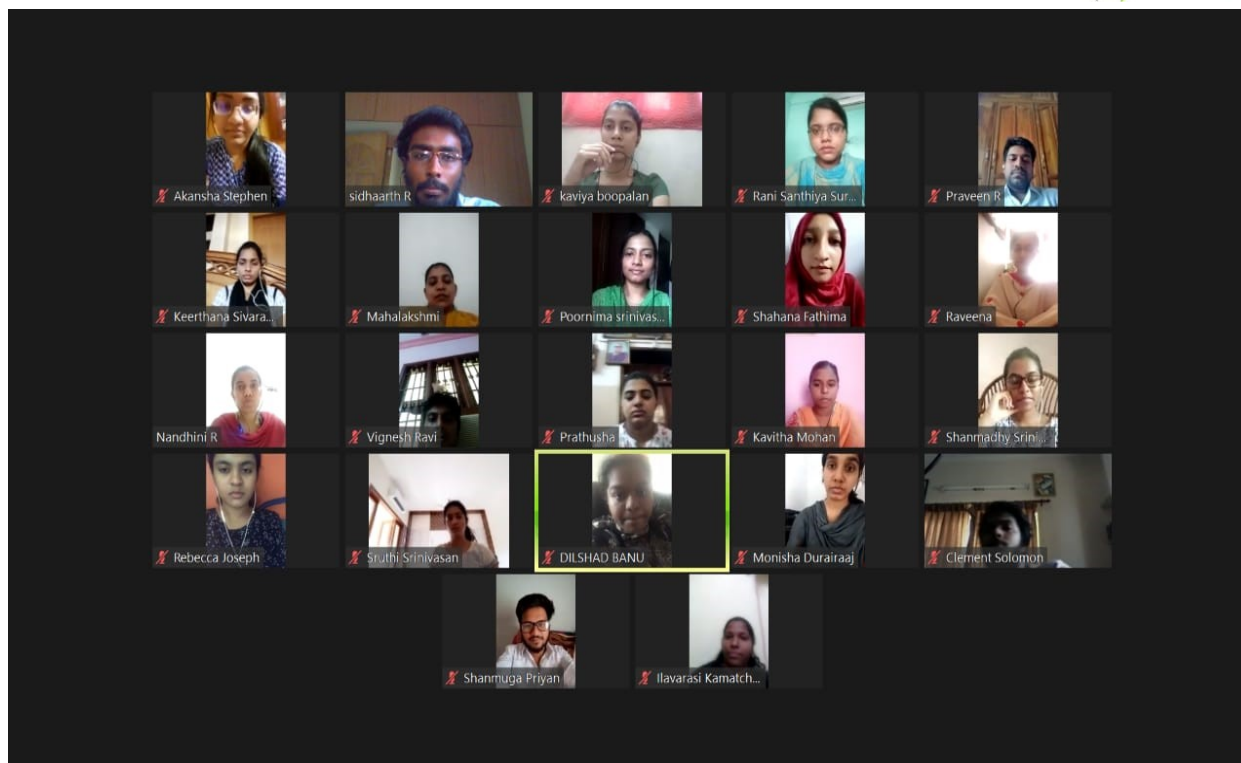 Akansha Stephen
sidhaarth R
kaviya boopalan
Rani Santhiya Sur...
Praveen R
Keerthana Sivara...
Mahalakshmi
Poornima srinivas...
Shahana Fathima
Raveena
Nandhini R
Vignesh Ravi
Prathusha
Kavitha Mohan
Shanmadhy Srini...
Rebecca Joseph
Sruthi Srinivasan
DILSHAD BANU
Monisha Durairaaj
Clement Solomon
Shanmuga Priyan
Ilavarasi Kamatch...